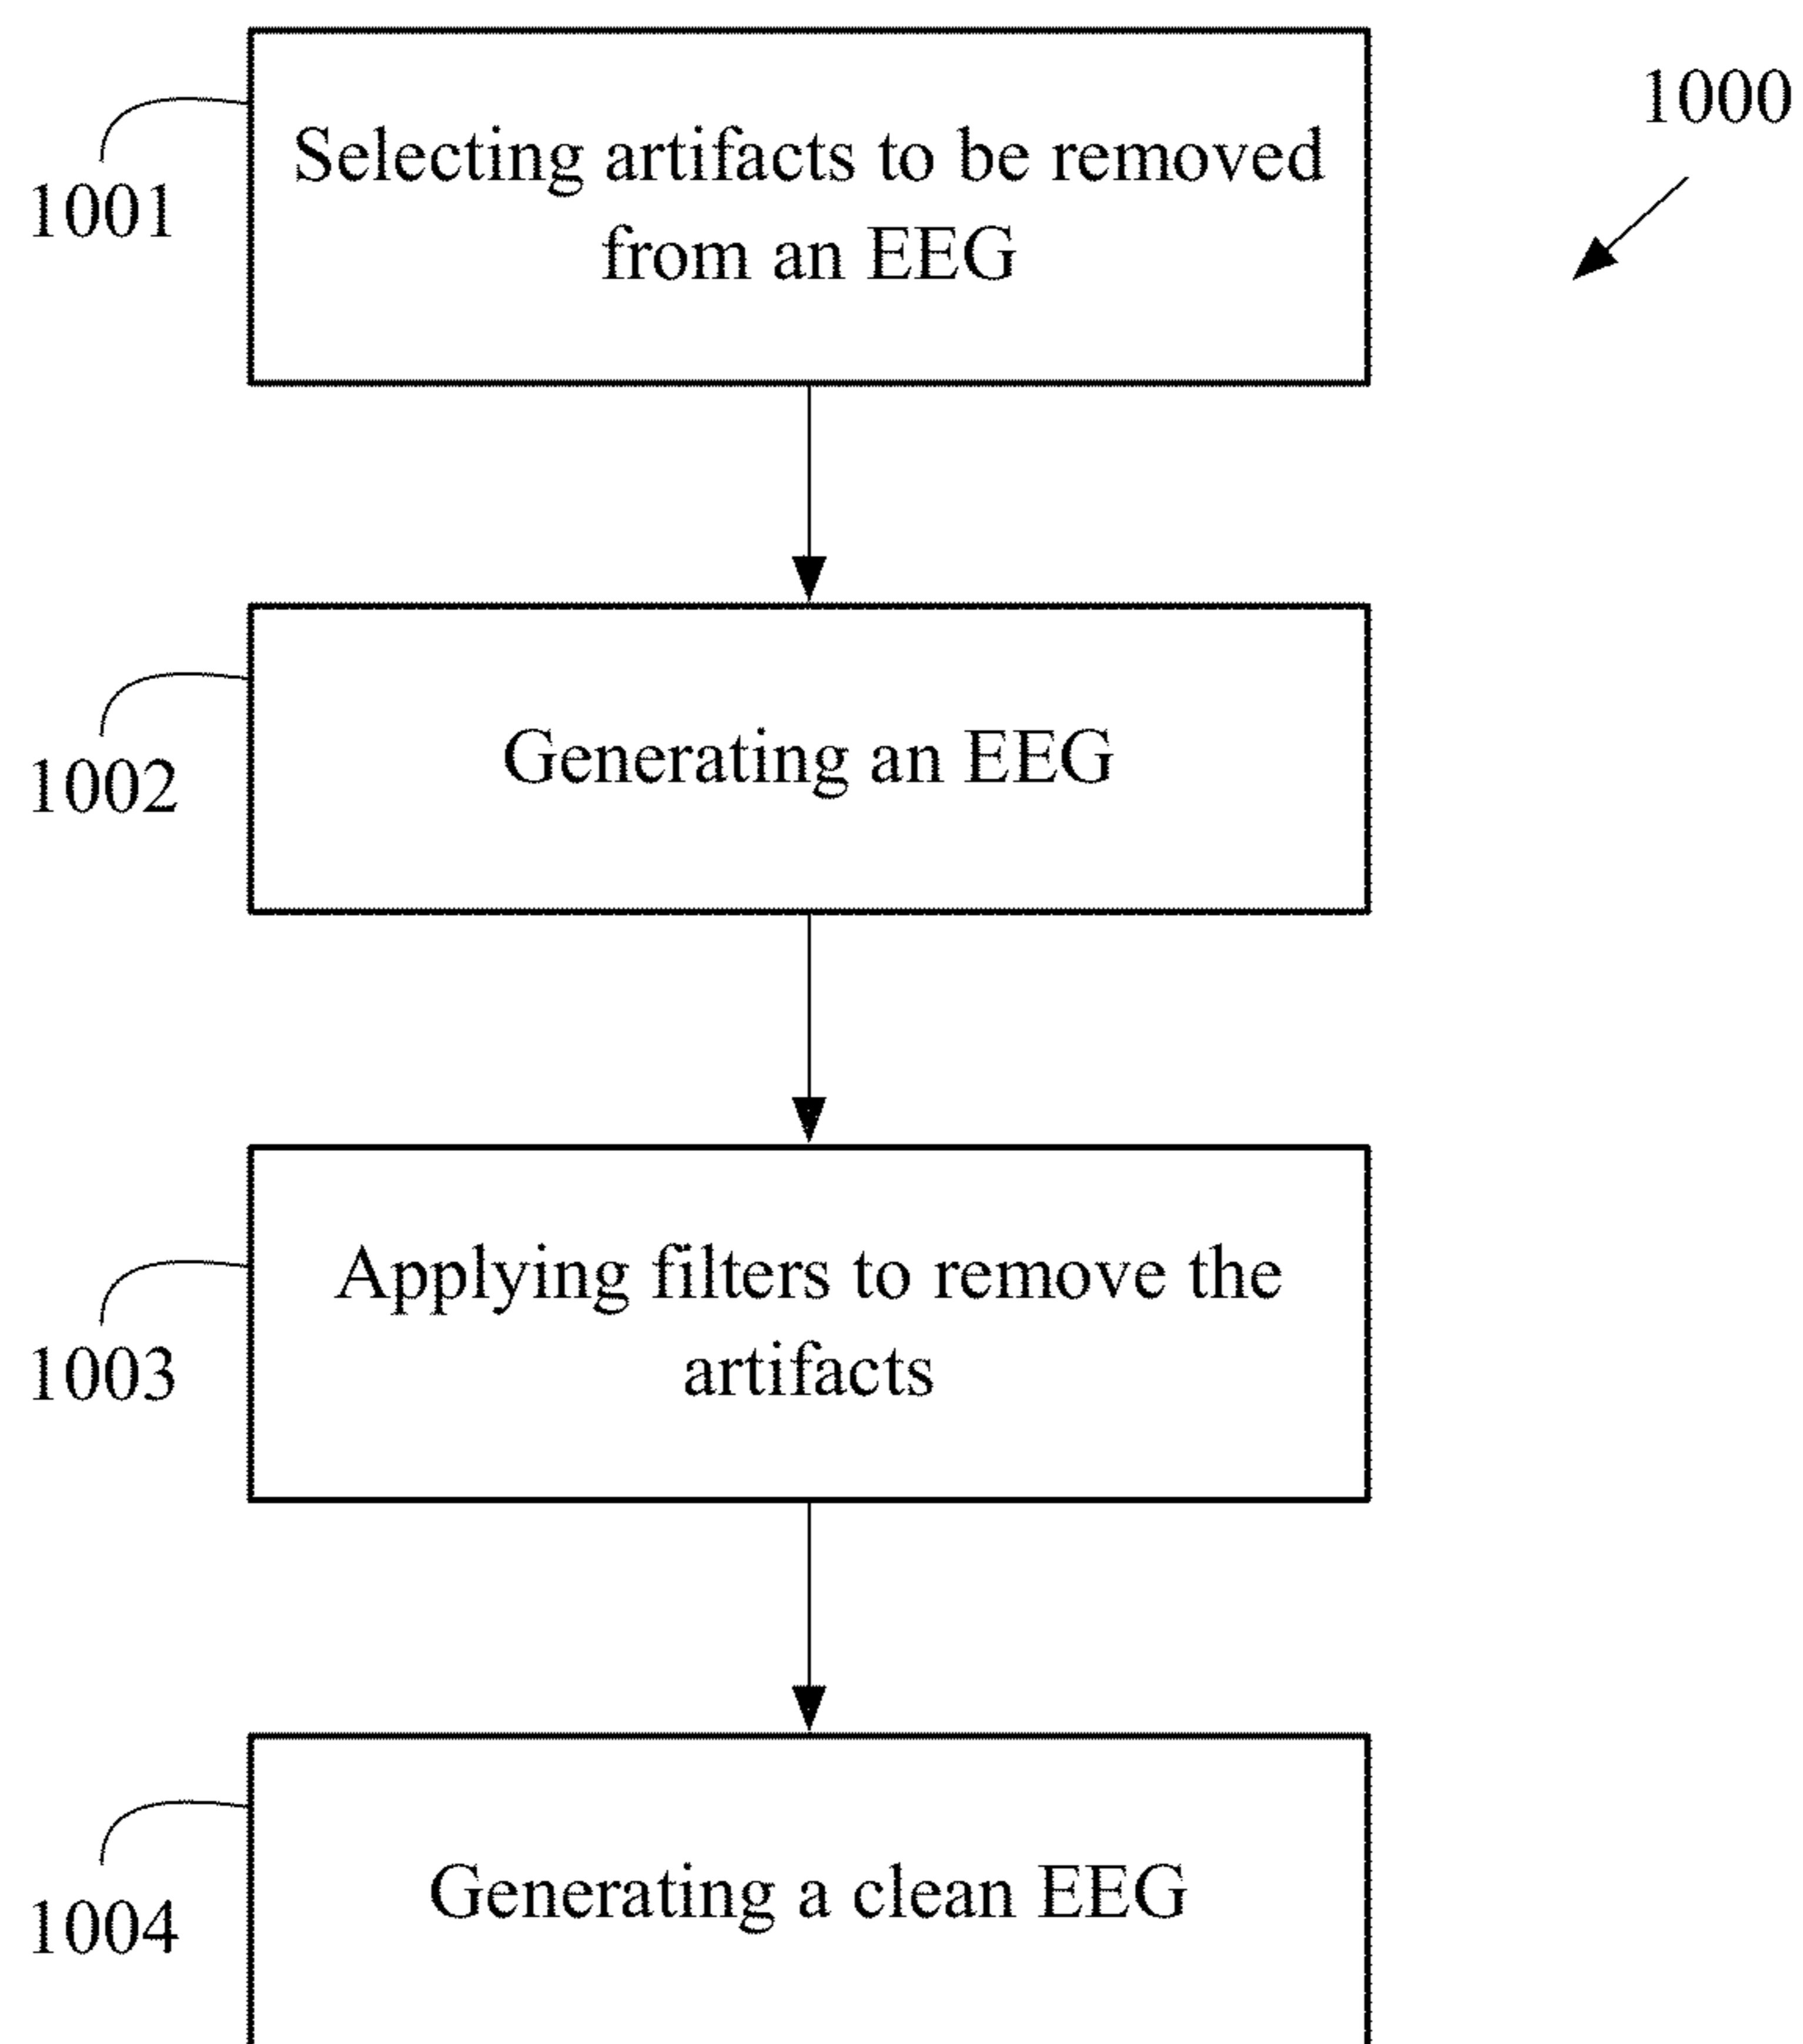 1000
1001
Selecting artifacts to be removed
from an EEG
1002
Generating an EEG
1003
Applying filters to remove the
artifacts
1004
Generating a clean EEG